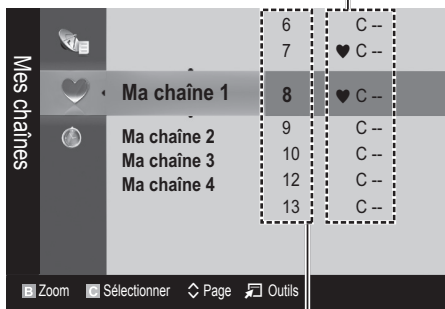 Mes chaînes
6 C --
7 ♥ C --
Ma chaîne 1 8 ♥ C --
Ma chaîne 2 9 C --
Ma chaîne 3 10 C --
Ma chaîne 4 12 C --
13 C --
B Zoom C Sélectionner Page Outils